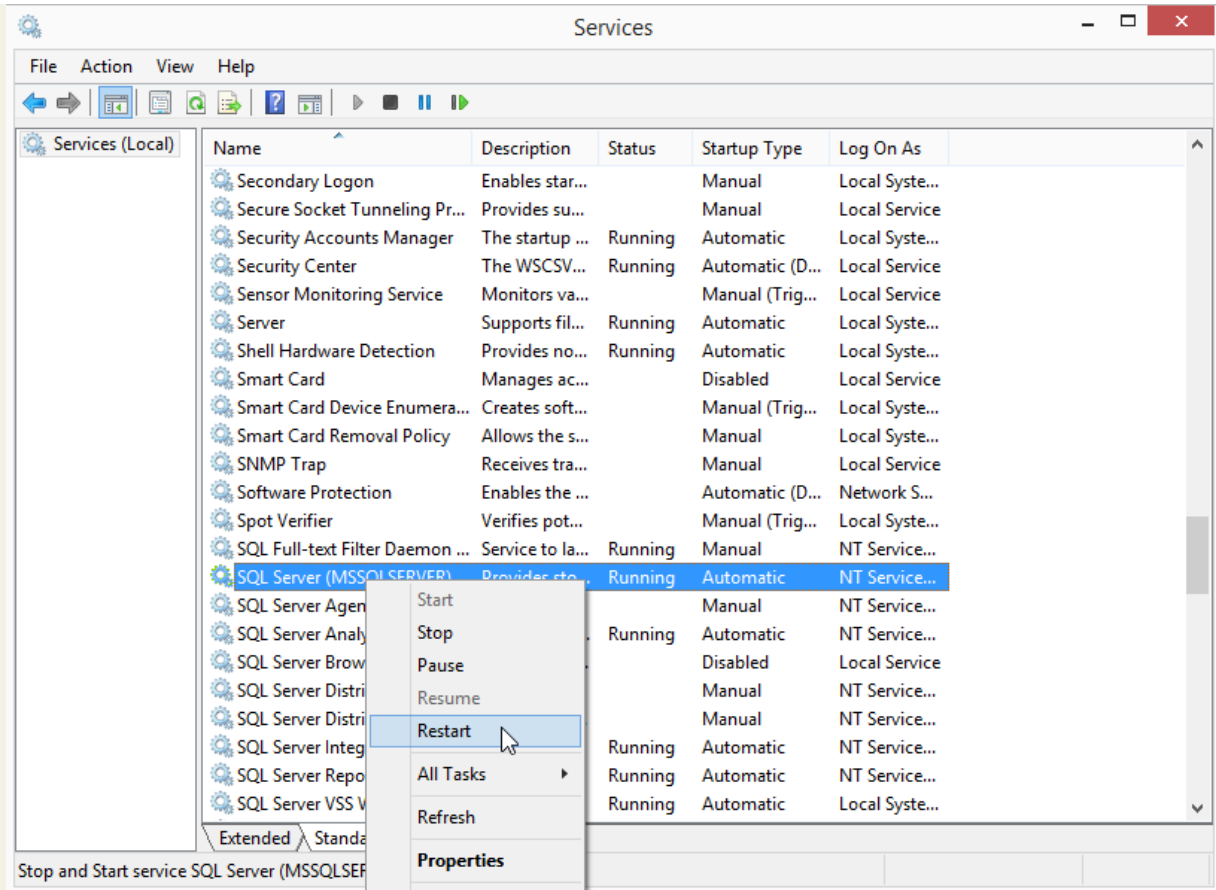 Services
File Action View Help
Services (Local)
Name Description Status Startup Type Log On As
Secondary Logon Enables star... Manual Local Syste...
Secure Socket Tunneling Pr... Provides su... Manual Local Service
Security Accounts Manager The startup ... Running Automatic Local Syste...
Security Center The WSCSV... Running Automatic (D... Local Service
Sensor Monitoring Service Monitors va... Manual (Trig... Local Service
Server Supports fil... Running Automatic Local Syste...
Shell Hardware Detection Provides no... Running Automatic Local Syste...
Smart Card Manages ac... Disabled Local Service
Smart Card Device Enumera... Creates soft... Manual (Trig... Local Syste...
Smart Card Removal Policy Allows the s... Manual Local Syste...
SNMP Trap Receives tra... Manual Local Service
Software Protection Enables the ... Automatic (D... Network S...
Spot Verifier Verifies pot... Manual (Trig... Local Syste...
SQL Full-text Filter Daemon ... Service to la... Running Manual NT Service...
SQL Server (MSSQLSERVER) Provides sto... Running Automatic NT Service...
SQL Server Agen Manual NT Service...
SQL Server Analy Running Automatic NT Service...
SQL Server Brow Disabled Local Service
SQL Server Distri Manual NT Service...
SQL Server Distri Manual NT Service...
SQL Server Integ Running Automatic NT Service...
SQL Server Repo Running Automatic NT Service...
SQL Server VSS W Running Automatic Local Syste...
Start
Stop
Pause
Resume
Restart
All Tasks
Refresh
Properties
Extended Standa
Stop and Start service SQL Server (MSSQLSER